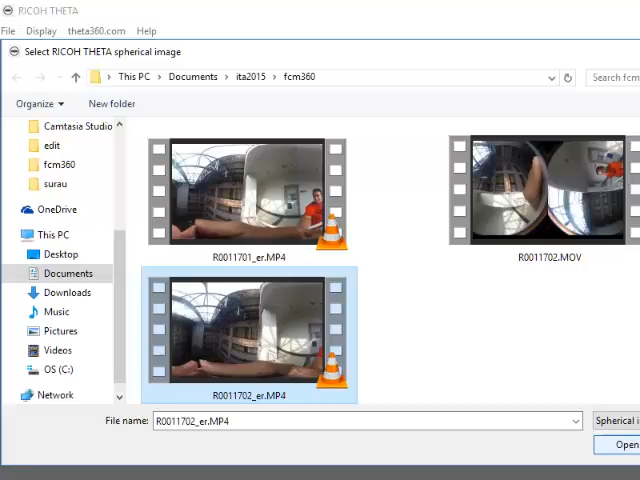 RICOH THETA
File Display theta360.com Help
Select RICOH THETA spherical image
This PC Documents ita2015 fcm360
Search fcm
Organize New folder
Camtasia Studio
edit
fcm360
surau
OneDrive
This PC
Desktop
Documents
Downloads
Music
Pictures
Videos
OS (C:)
Network
R0011701_er.MP4
R0011702.MOV
R0011702_er.MP4
File name: R0011702_er.MP4
Spherical i
Open